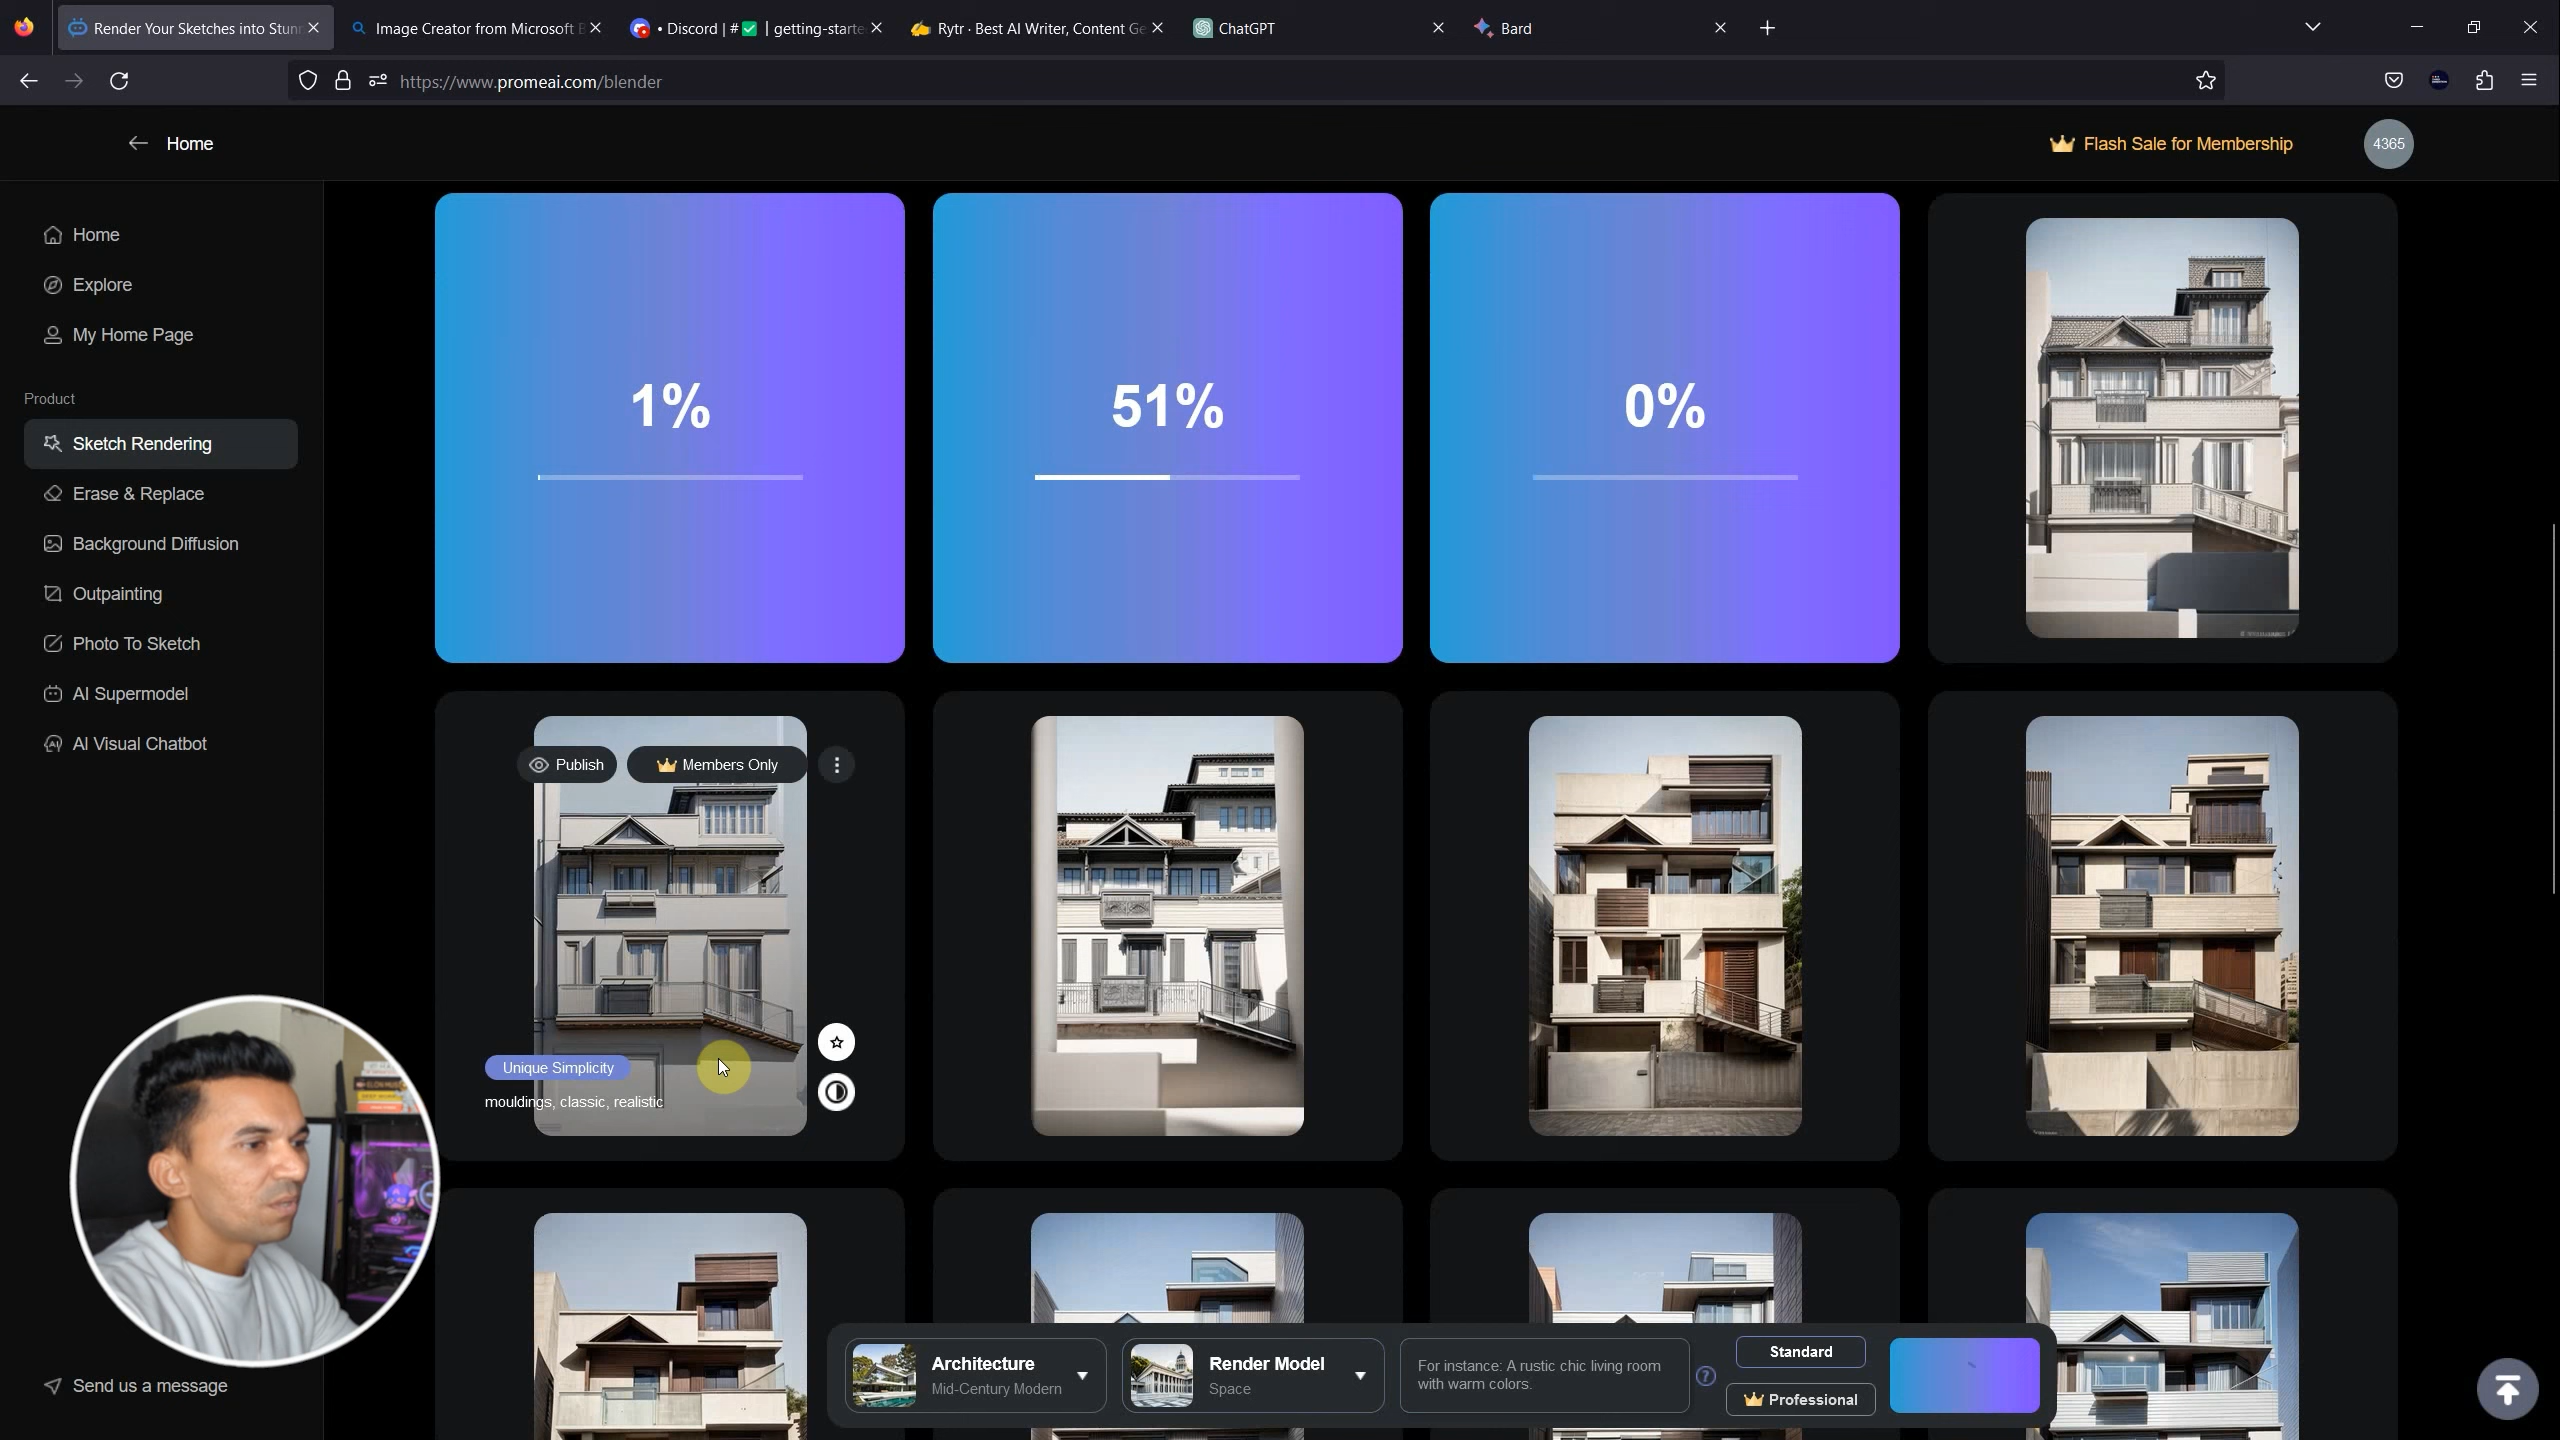 Render Your Sketches into Stunn
Image Creator from Microsoft B
• Discord | #✅ | getting-starte
Rytr · Best AI Writer, Content Ge
ChatGPT
Bard
https://www.promeai.com/blender
Home
Flash Sale for Membership
4365
Home
Explore
My Home Page
Product
Sketch Rendering
Erase & Replace
Background Diffusion
Outpainting
Photo To Sketch
AI Supermodel
AI Visual Chatbot
Send us a message
1%
51%
0%
Publish
Members Only
Unique Simplicity
mouldings, classic, realistic
Architecture
Mid-Century Modern
Render Model
Space
For instance: A rustic chic living room
with warm colors.
?
Standard
Professional